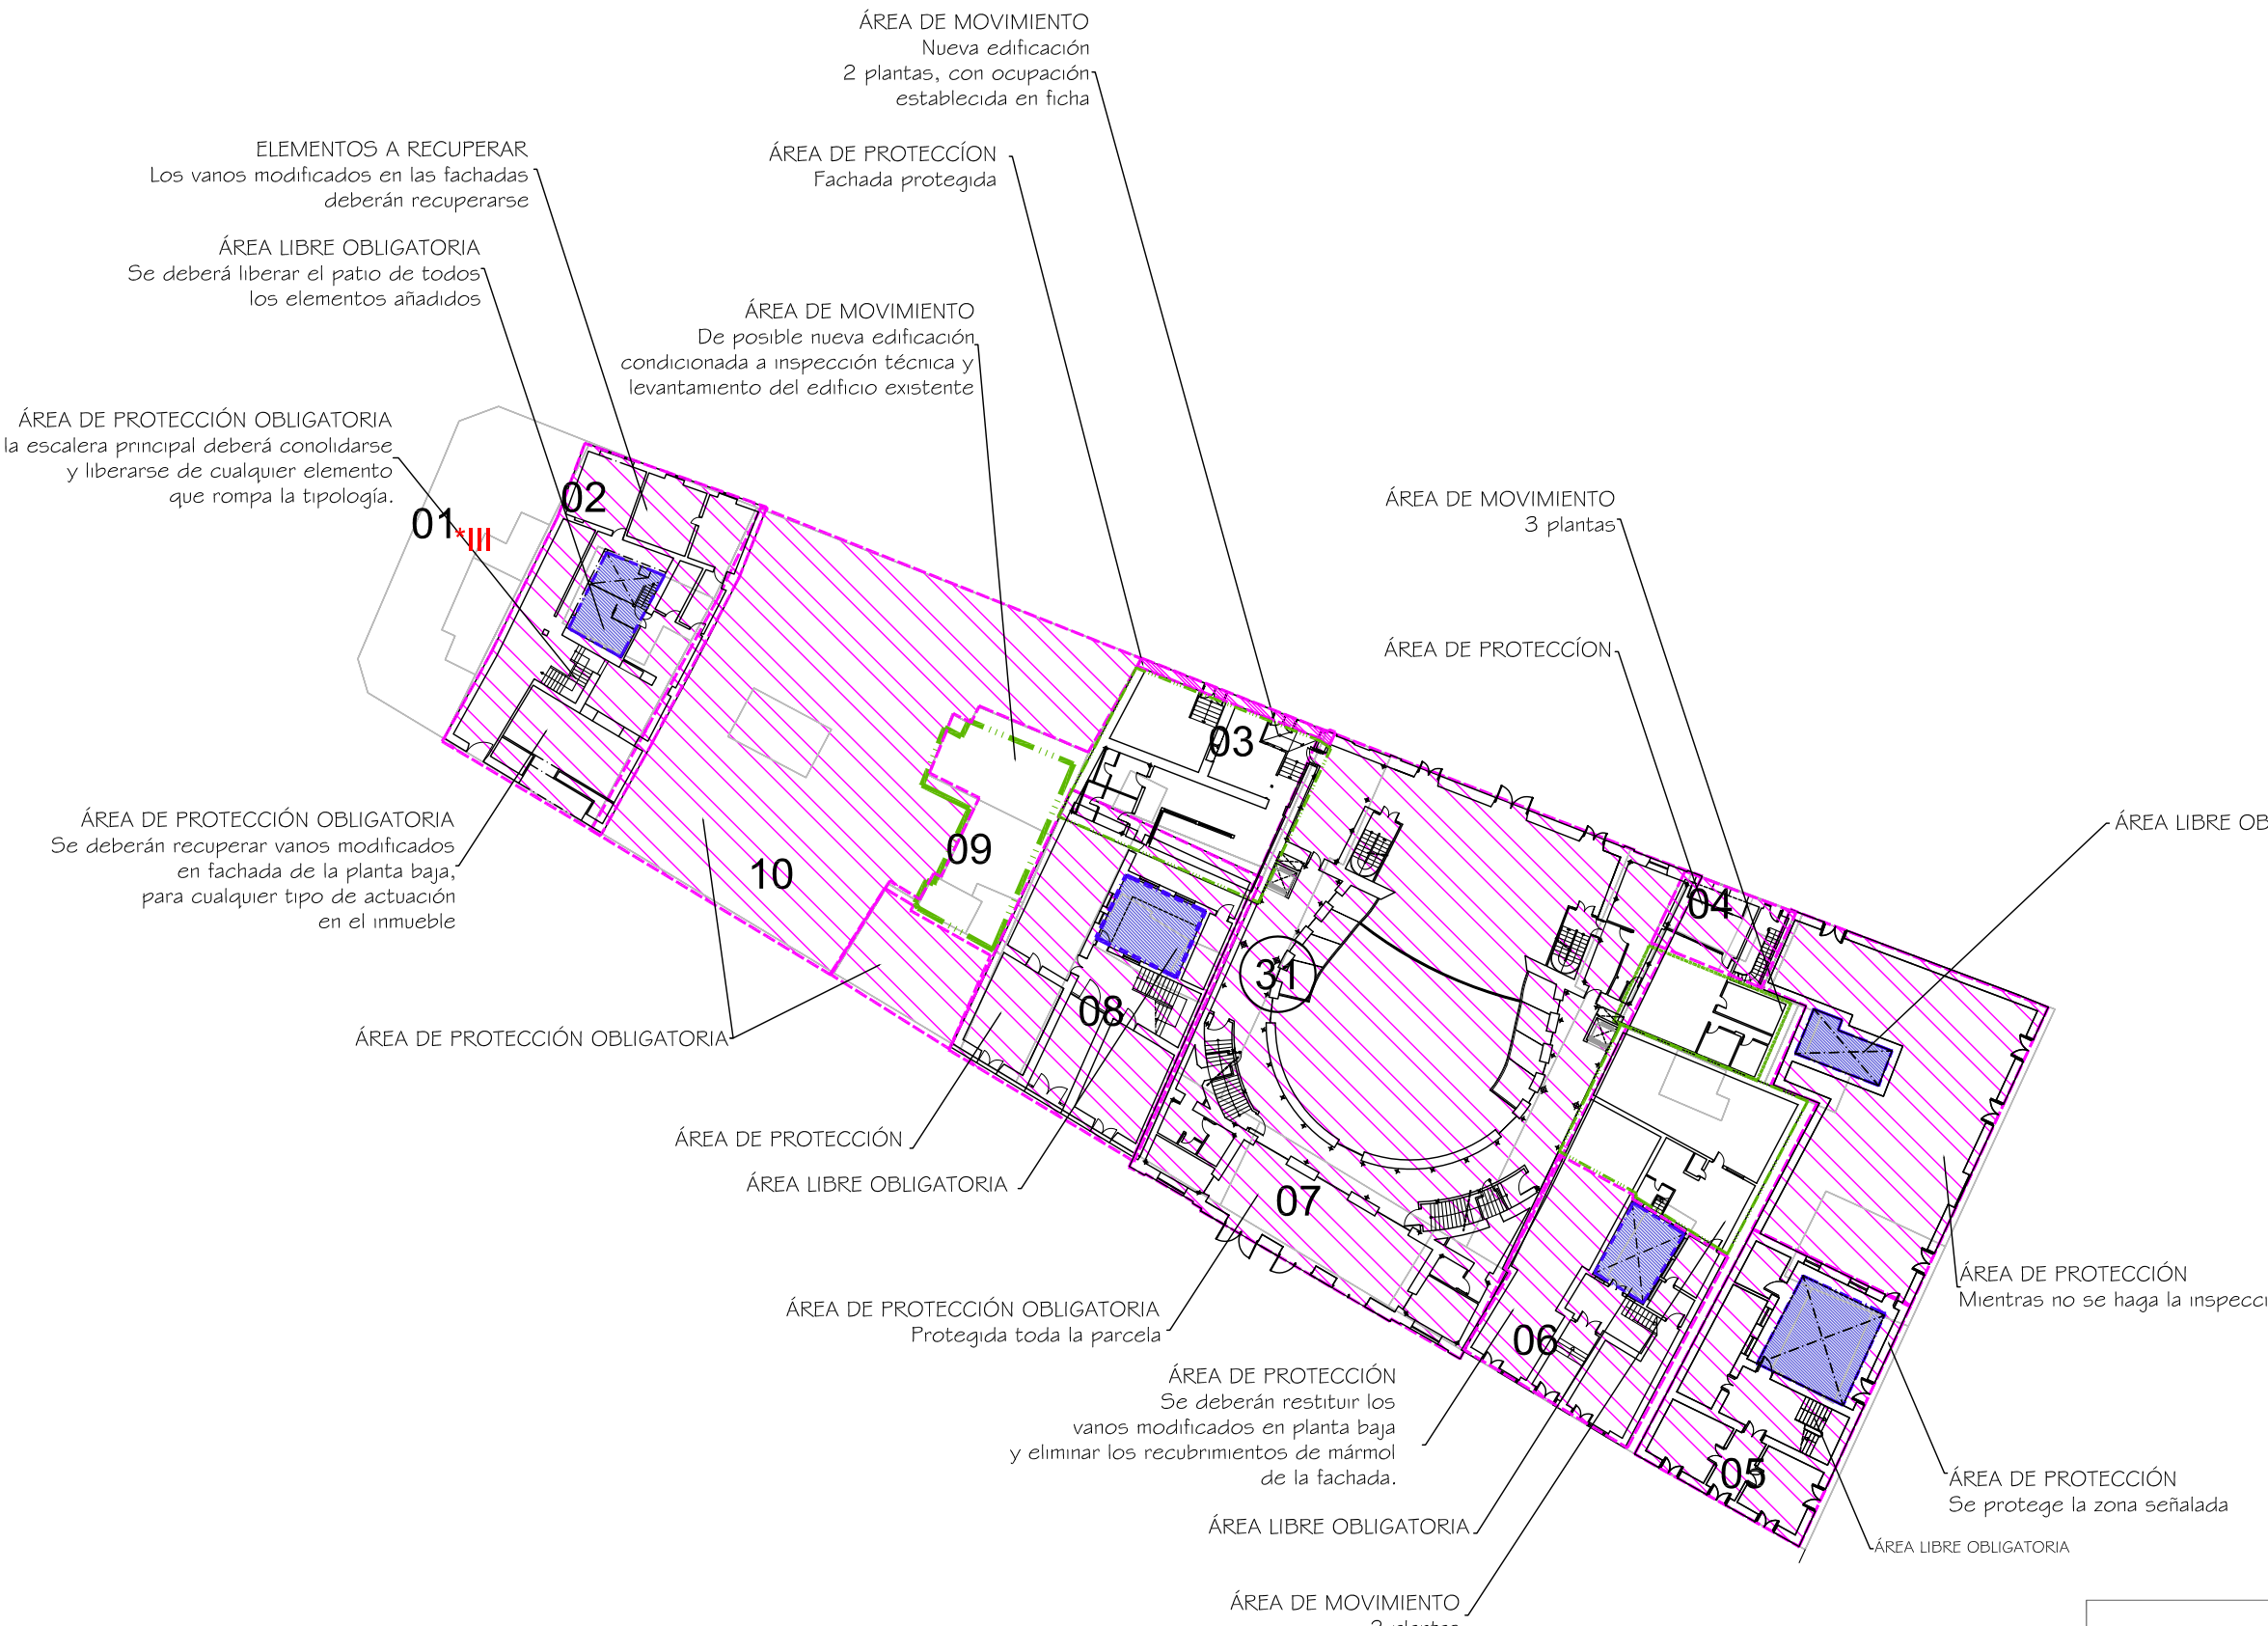 ÁREA DE MOVIMIENTO
Nueva edificación
2 plantas, con ocupación
establecida en ficha
ELEMENTOS A RECUPERAR
Los vanos modificados en las fachadas
deberán recuperarse
ÁREA DE PROTECCÍON
Fachada protegida
ÁREA LIBRE OBLIGATORIA
Se deberá liberar el patio de todos
los elementos añadidos
ÁREA DE MOVIMIENTO
De posible nueva edificación
condicionada a inspección técnica y
levantamiento del edificio existente
ÁREA DE PROTECCIÓN OBLIGATORIA
la escalera principal deberá conolidarse
y liberarse de cualquier elemento
que rompa la tipología.
ÁREA DE MOVIMIENTO
3 plantas
02
01
*III
ÁREA DE PROTECCÍON
03
ÁREA DE PROTECCIÓN OBLIGATORIA
Se deberán recuperar vanos modificados
en fachada de la planta baja,
para cualquier tipo de actuación
en el inmueble
ÁREA LIBRE OB
09
10
04
31
08
ÁREA DE PROTECCIÓN OBLIGATORIA
ÁREA DE PROTECCIÓN
ÁREA LIBRE OBLIGATORIA
07
ÁREA DE PROTECCIÓN
Mientras no se haga la inspecci
ÁREA DE PROTECCIÓN OBLIGATORIA
Protegida toda la parcela
06
ÁREA DE PROTECCIÓN
Se deberán restituir los
vanos modificados en planta baja
y eliminar los recubrimientos de mármol
de la fachada.
05
ÁREA DE PROTECCIÓN
Se protege la zona señalada
ÁREA LIBRE OBLIGATORIA
ÁREA LIBRE OBLIGATORIA
ÁREA DE MOVIMIENTO
plantas